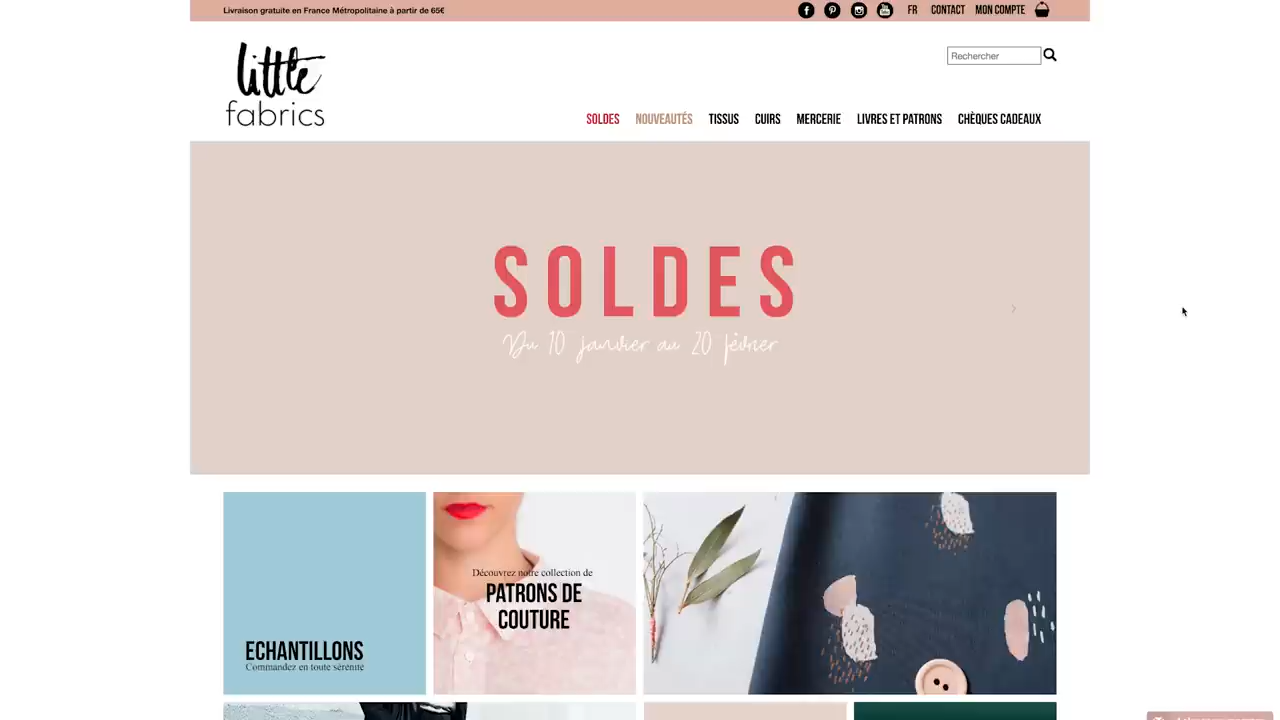 Livraison gratuite en France Métropolitaine à partir de 65€
FR CONTACT MON COMPTE
little
fabrics
Rechercher
SOLDES NOUVEAUTÉS TISSUS CUIRS MERCERIE LIVRES ET PATRONS CHÈQUES CADEAUX
SOLDES
Du 10 janvier au 20 février
ECHANTILLONS
Commandez en toute sérénité
Découvrez notre collection de
PATRONS DE
COUTURE